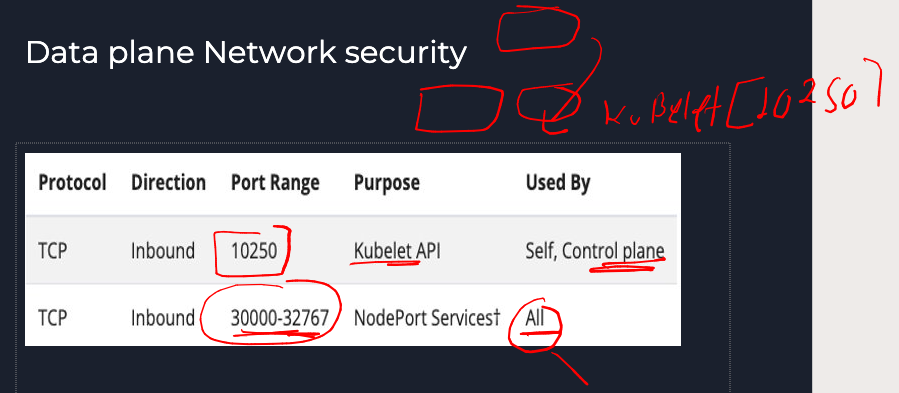 Data plane Network security
KuBelet [10250]
Protocol Direction Port Range Purpose Used By
TCP Inbound 10250 Kubelet API Self, Control plane
TCP Inbound 30000-32767 NodePort Services† All